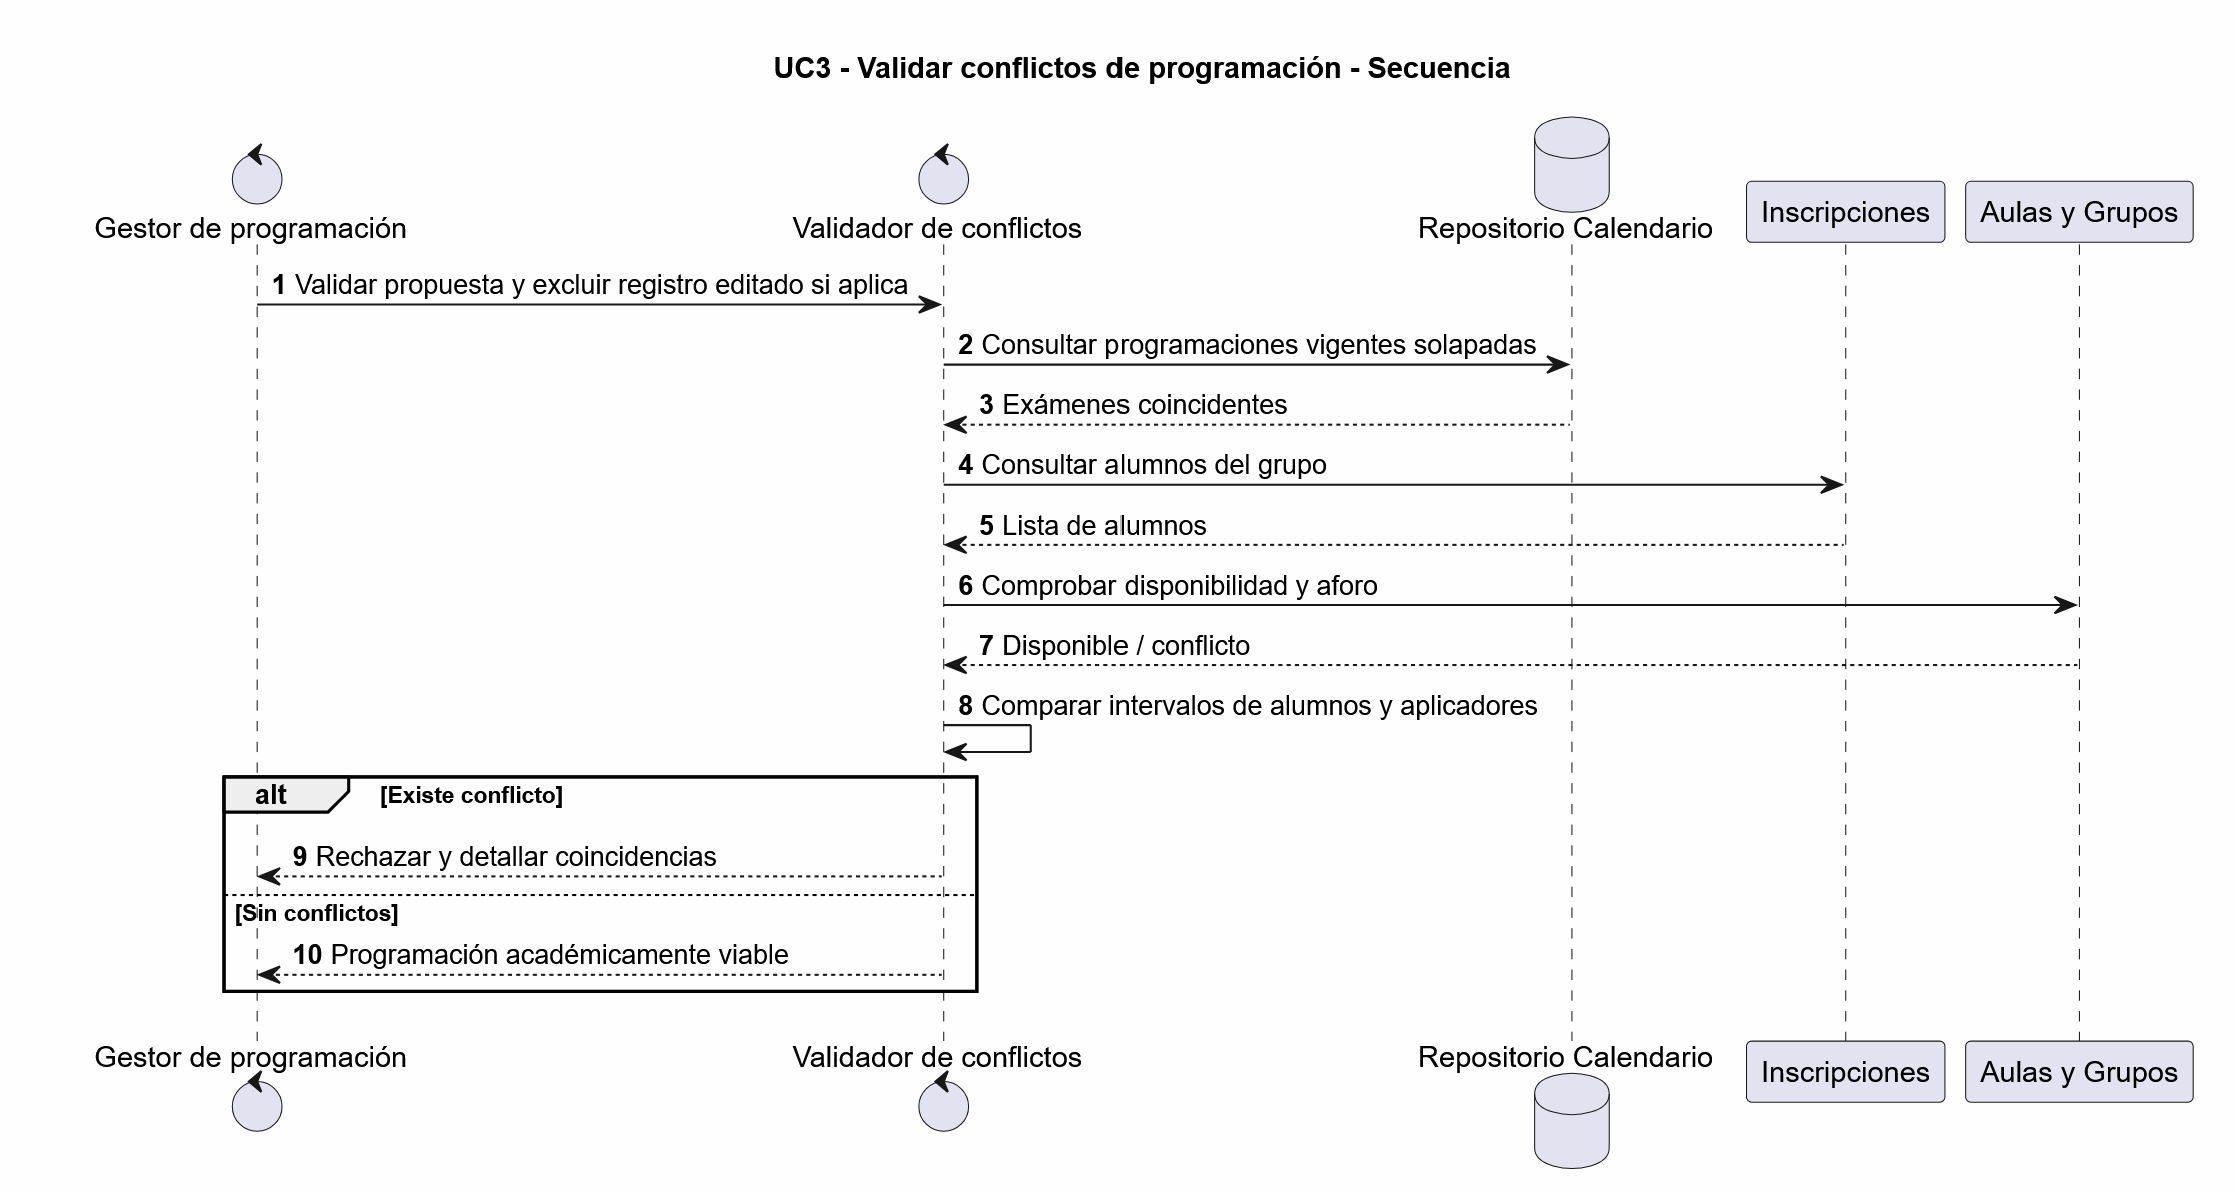 UC3 - Validar conflictos de programación - Secuencia
Gestor de programación
Validador de conflictos
Repositorio Calendario
Inscripciones
Aulas y Grupos
1 Validar propuesta y excluir registro editado si aplica
2 Consultar programaciones vigentes solapadas
3 Exámenes coincidentes
4 Consultar alumnos del grupo
5 Lista de alumnos
6 Comprobar disponibilidad y aforo
7 Disponible / conflicto
8 Comparar intervalos de alumnos y aplicadores
alt
[Existe conflicto]
9 Rechazar y detallar coincidencias
[Sin conflictos]
10 Programación académicamente viable
Gestor de programación
Validador de conflictos
Repositorio Calendario
Inscripciones
Aulas y Grupos